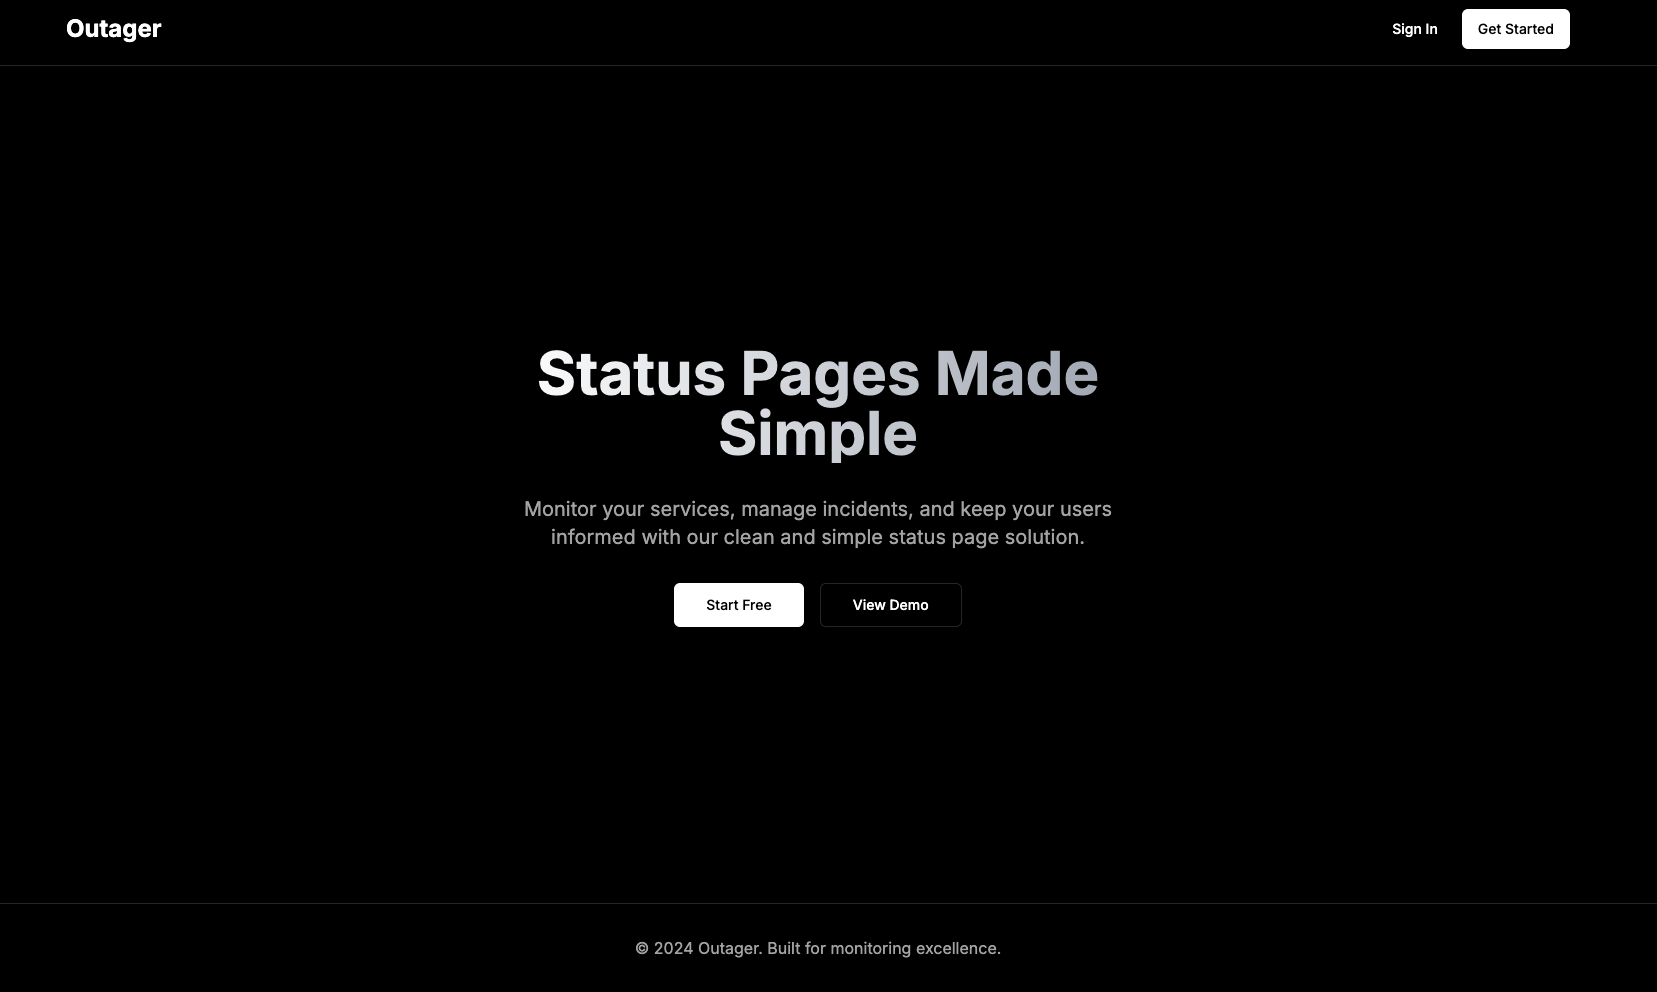 Outager
Sign In
Get Started
Status Pages Made
Simple
Monitor your services, manage incidents, and keep your users
informed with our clean and simple status page solution.
Start Free
View Demo
© 2024 Outager. Built for monitoring excellence.